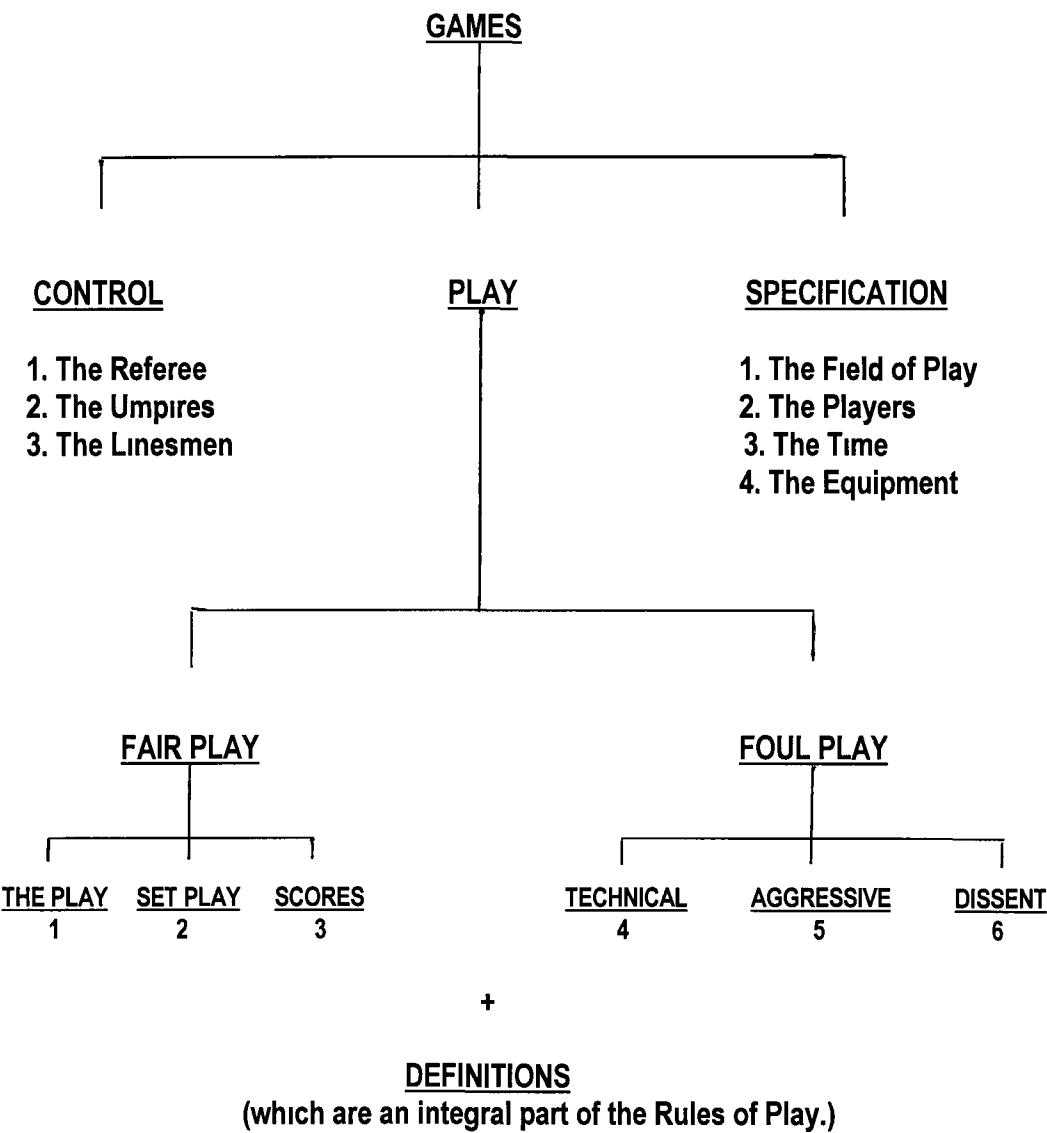 GAMES
CONTROL
1. The Referee
2. The Umpires
3. The Linesmen
PLAY
SPECIFICATION
1. The Field of Play
2. The Players
3. The Time
4. The Equipment
FAIR PLAY
FOUL PLAY
THE PLAY SET PLAY SCORES
1 2 3
TECHNICAL AGGRESSIVE DISSENT
4 5 6
+
DEFINITIONS
(which are an integral part of the Rules of Play.)